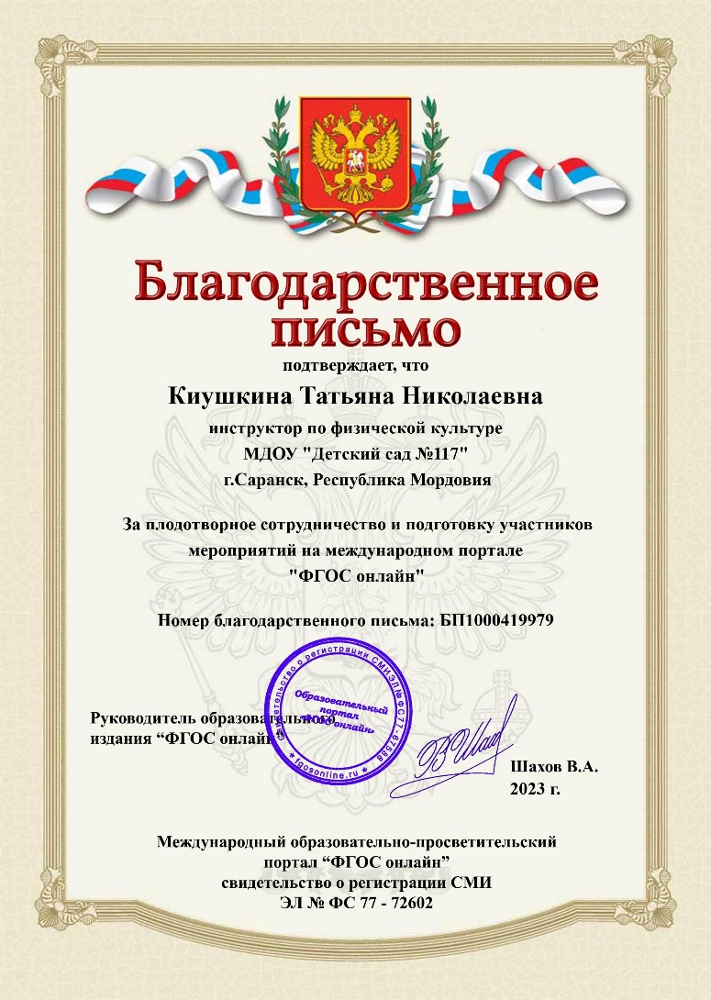 Благодарственное
письмо
подтверждает, что
Киушкина Татьяна Николаевна
инструктор по физической культуре
МДОУ "Детский сад №117"
г.Саранск, Республика Мордовия
За плодотворное сотрудничество и подготовку участников
мероприятий на международном портале
"ФГОС онлайн"
Номер благодарственного письма: БП1000419979
Свидетельство о регистрации СМИ ЭЛ № ФС77-67588
Образовательный
портал
«ФГОС онлайн»
★ fgosonline.ru ★
Руководитель образовательного
издания “ФГОС онлайн”
Шахов В.А.
2023 г.
Международный образовательно-просветительский
портал “ФГОС онлайн”
свидетельство о регистрации СМИ
ЭЛ № ФС 77 - 72602